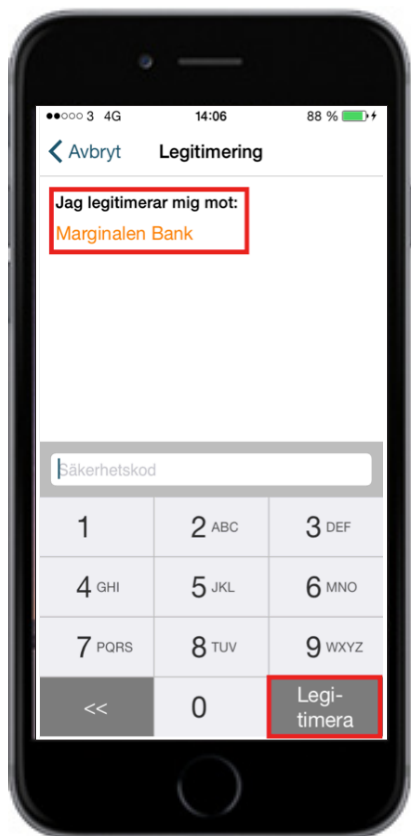 3 4G 14:06 88 %
Avbryt Legitimering
Jag legitimerar mig mot:
Marginalen Bank
Säkerhetskod
1 2 ABC 3 DEF
4 GHI 5 JKL 6 MNO
7 PQRS 8 TUV 9 WXYZ
<< 0 Legi-
timera